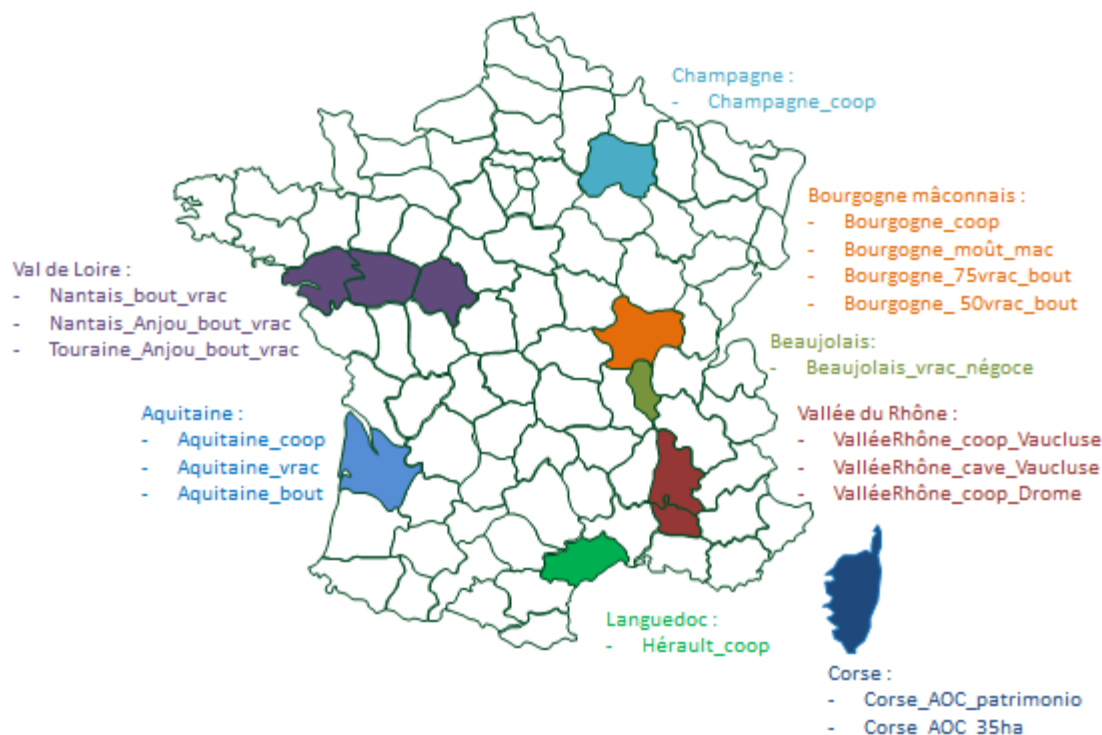 Champagne :
- Champagne_coop
Bourgogne mâconnais :
- Bourgogne_coop
- Bourgogne_moût_mac
- Bourgogne_75vrac_bout
- Bourgogne_ 50vrac_bout
Val de Loire :
- Nantais_bout_vrac
- Nantais_Anjou_bout_vrac
- Touraine_Anjou_bout_vrac
Beaujolais:
- Beaujolais_vrac_négoce
Aquitaine :
- Aquitaine_coop
- Aquitaine_vrac
- Aquitaine_bout
Vallée du Rhône :
- ValléeRhône_coop_Vaucluse
- ValléeRhône_cave_Vaucluse
- ValléeRhône_coop_Drome
Languedoc :
- Hérault_coop
Corse :
- Corse_AOC_patrimonio
- Corse_AOC_35ha